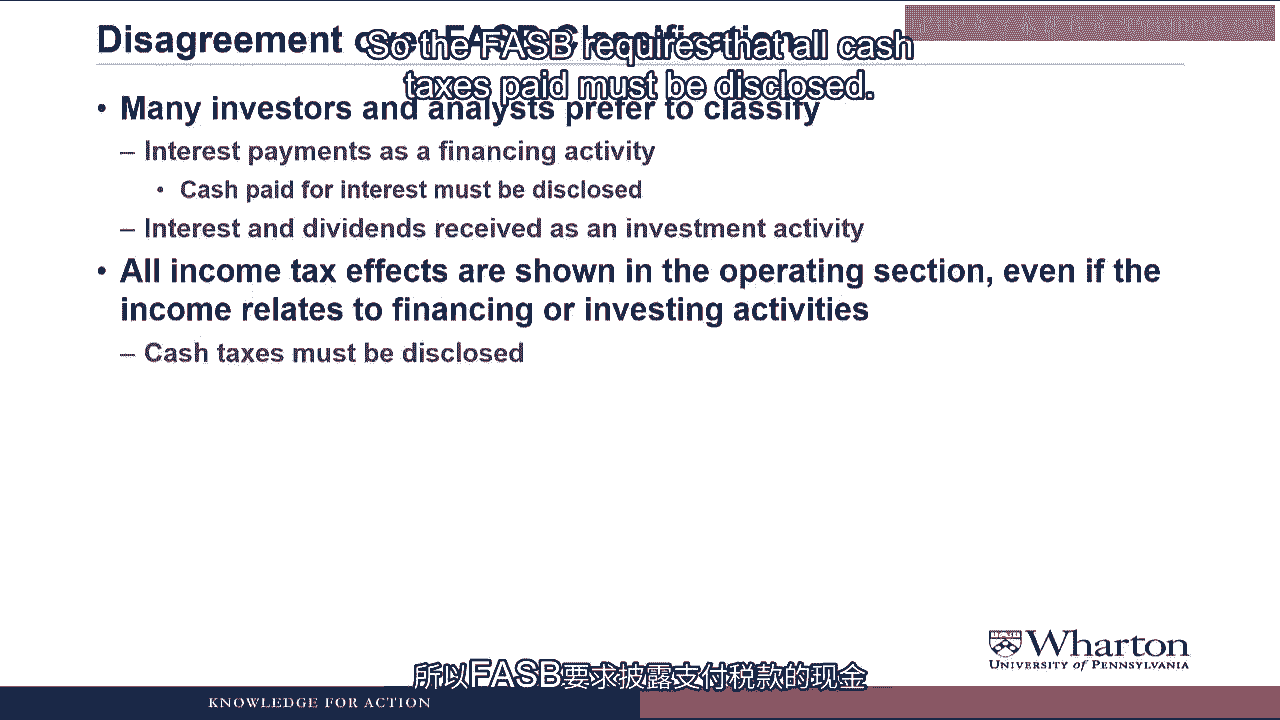 Disagreement over FASB Classification
So the FASB requires that all cash
taxes paid must be disclosed.
• Many investors and analysts prefer to classify
– Interest payments as a financing activity
• Cash paid for interest must be disclosed
– Interest and dividends received as an investment activity
• All income tax effects are shown in the operating section, even if the
income relates to financing or investing activities
– Cash taxes must be disclosed
Wharton
UNIVERSITY of PENNSYLVANIA
所以FASB要求披露支付税款的现金
KNOWLEDGE FOR ACTION